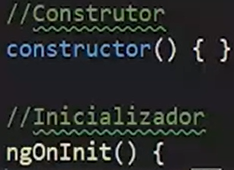 //Construtor
constructor() { }
//Inicializador
ngOnInit() {